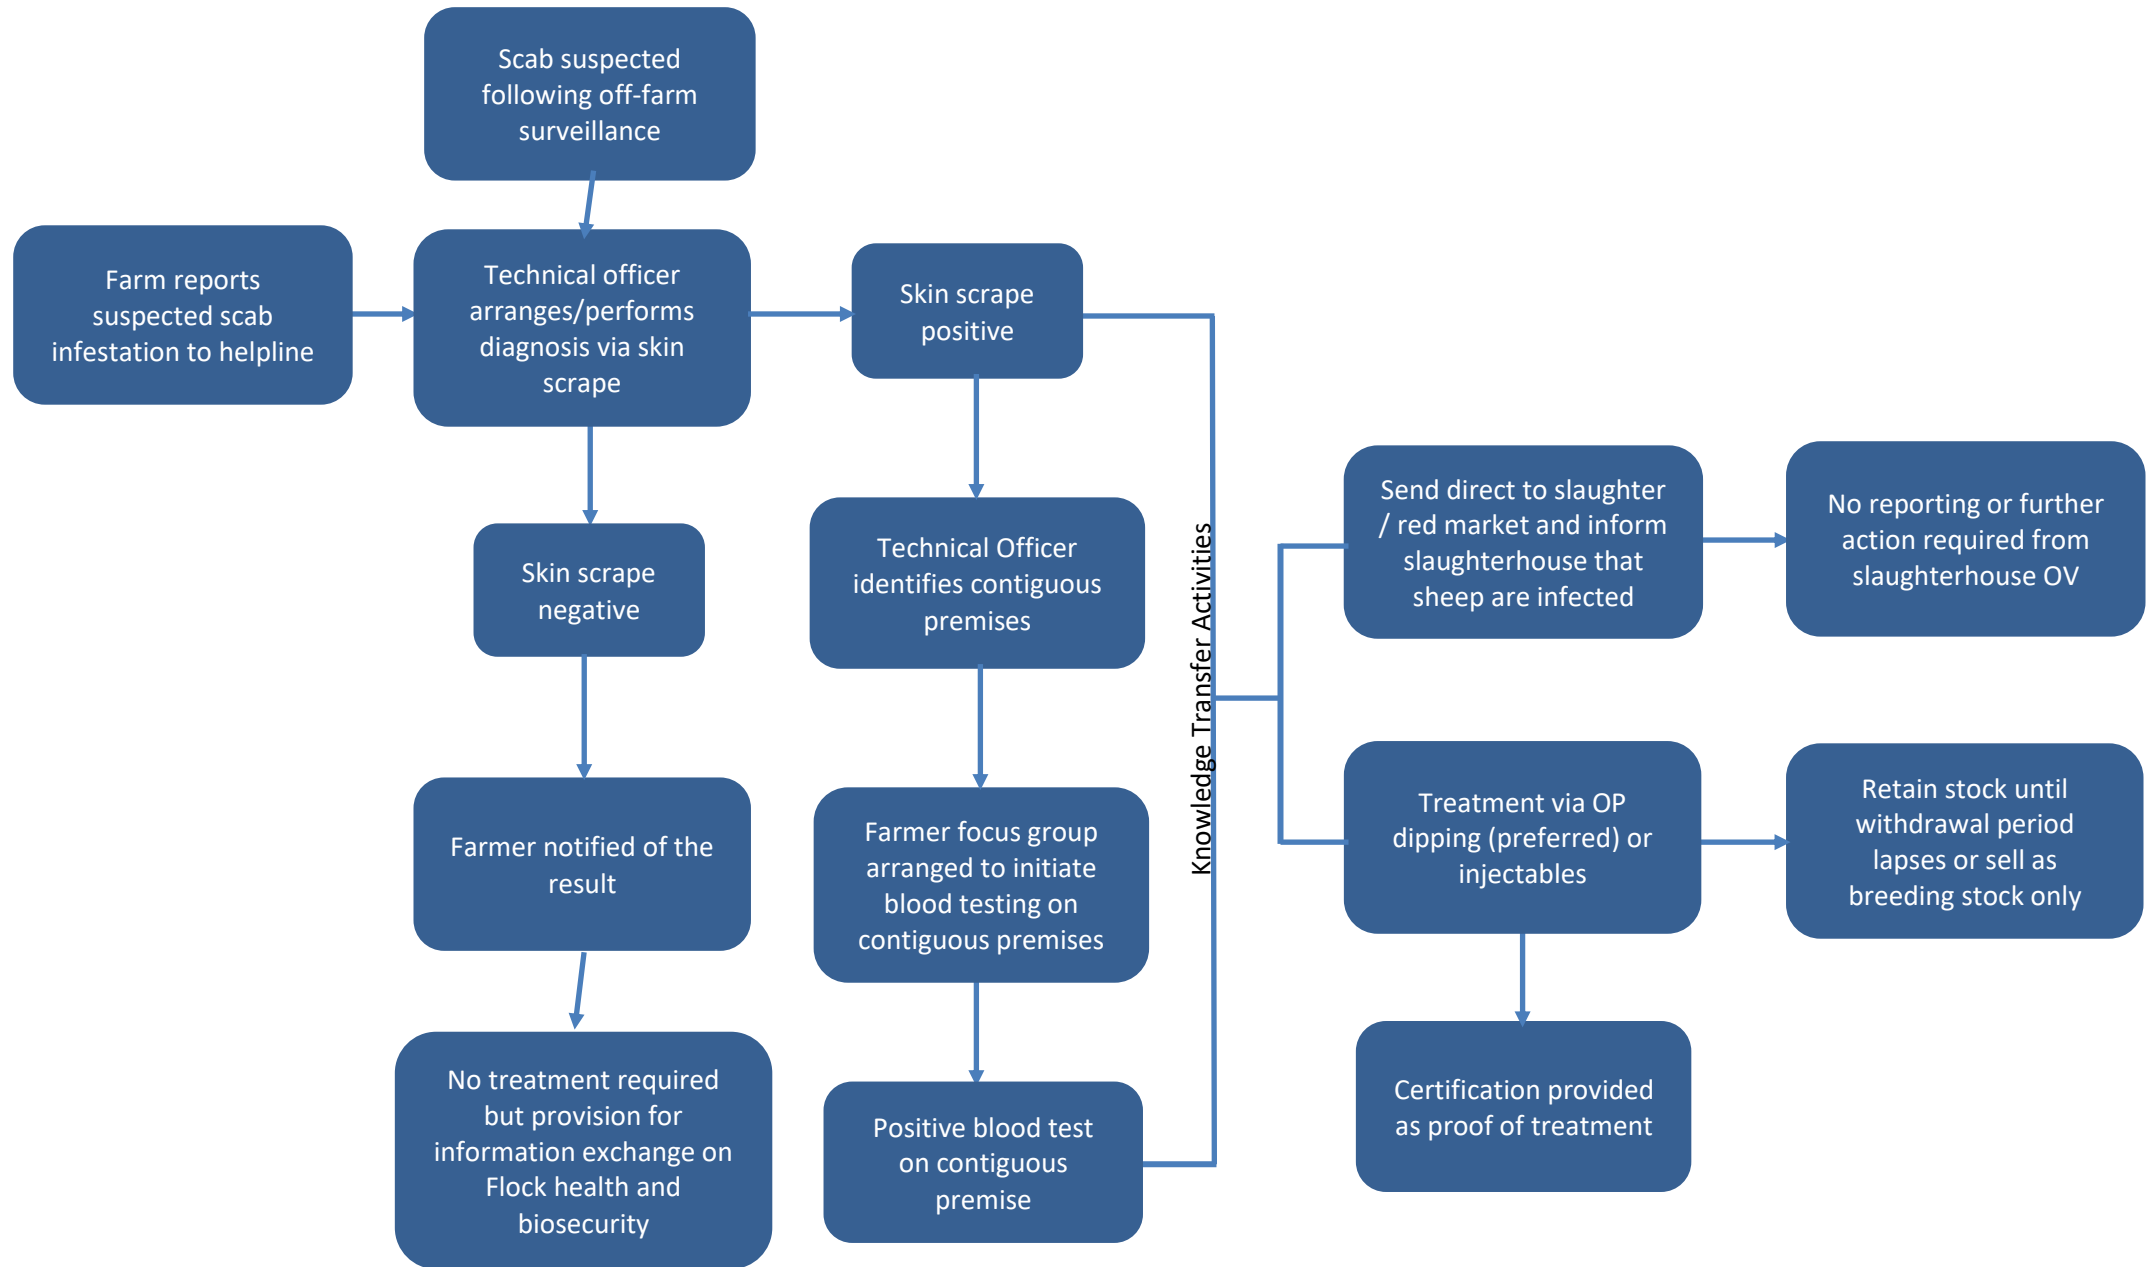 Scab suspected
following off-farm
surveillance
Farm reports
suspected scab
infestation to helpline
Technical officer
arranges/performs
diagnosis via skin
scrape
Skin scrape
positive
Skin scrape
negative
Farmer notified of the
result
No treatment required
but provision for
information exchange on
Flock health and
biosecurity
Technical Officer
identifies contiguous
premises
Farmer focus group
arranged to initiate
blood testing on
contiguous premises
Positive blood test
on contiguous
premise
Knowledge Transfer Activities
Send direct to slaughter
/ red market and inform
slaughterhouse that
sheep are infected
No reporting or further
action required from
slaughterhouse OV
Treatment via OP
dipping (preferred) or
injectables
Retain stock until
withdrawal period
lapses or sell as
breeding stock only
Certification provided
as proof of treatment